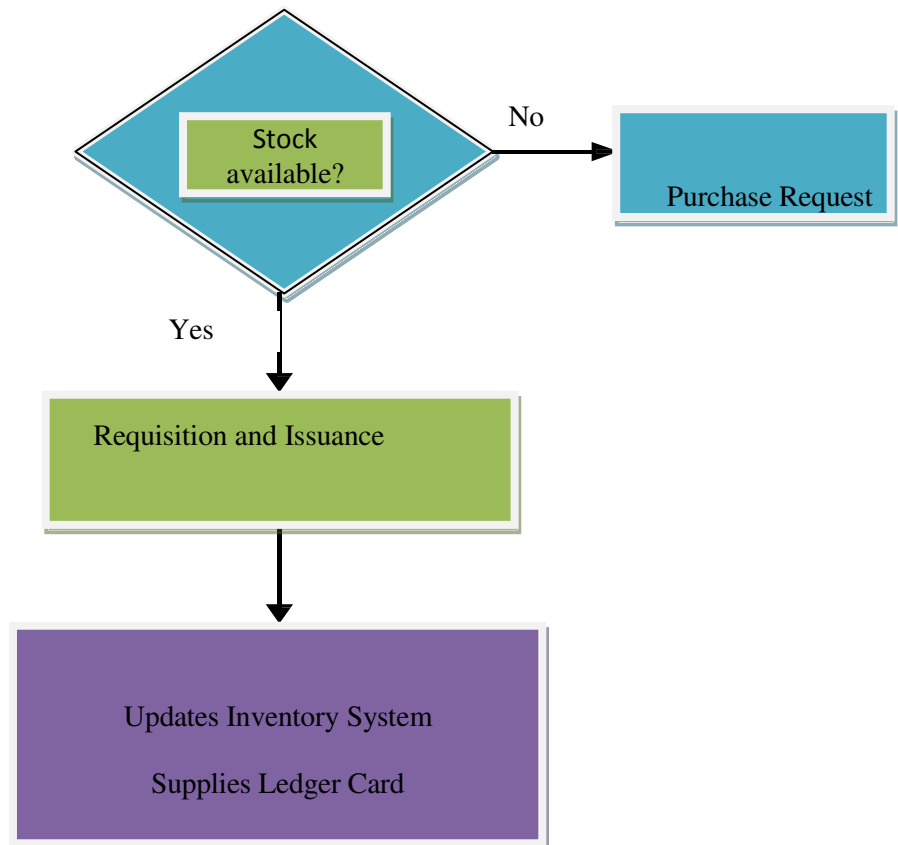 Stock
available?
No
Purchase Request
Yes
Requisition and Issuance
Updates Inventory System
Supplies Ledger Card